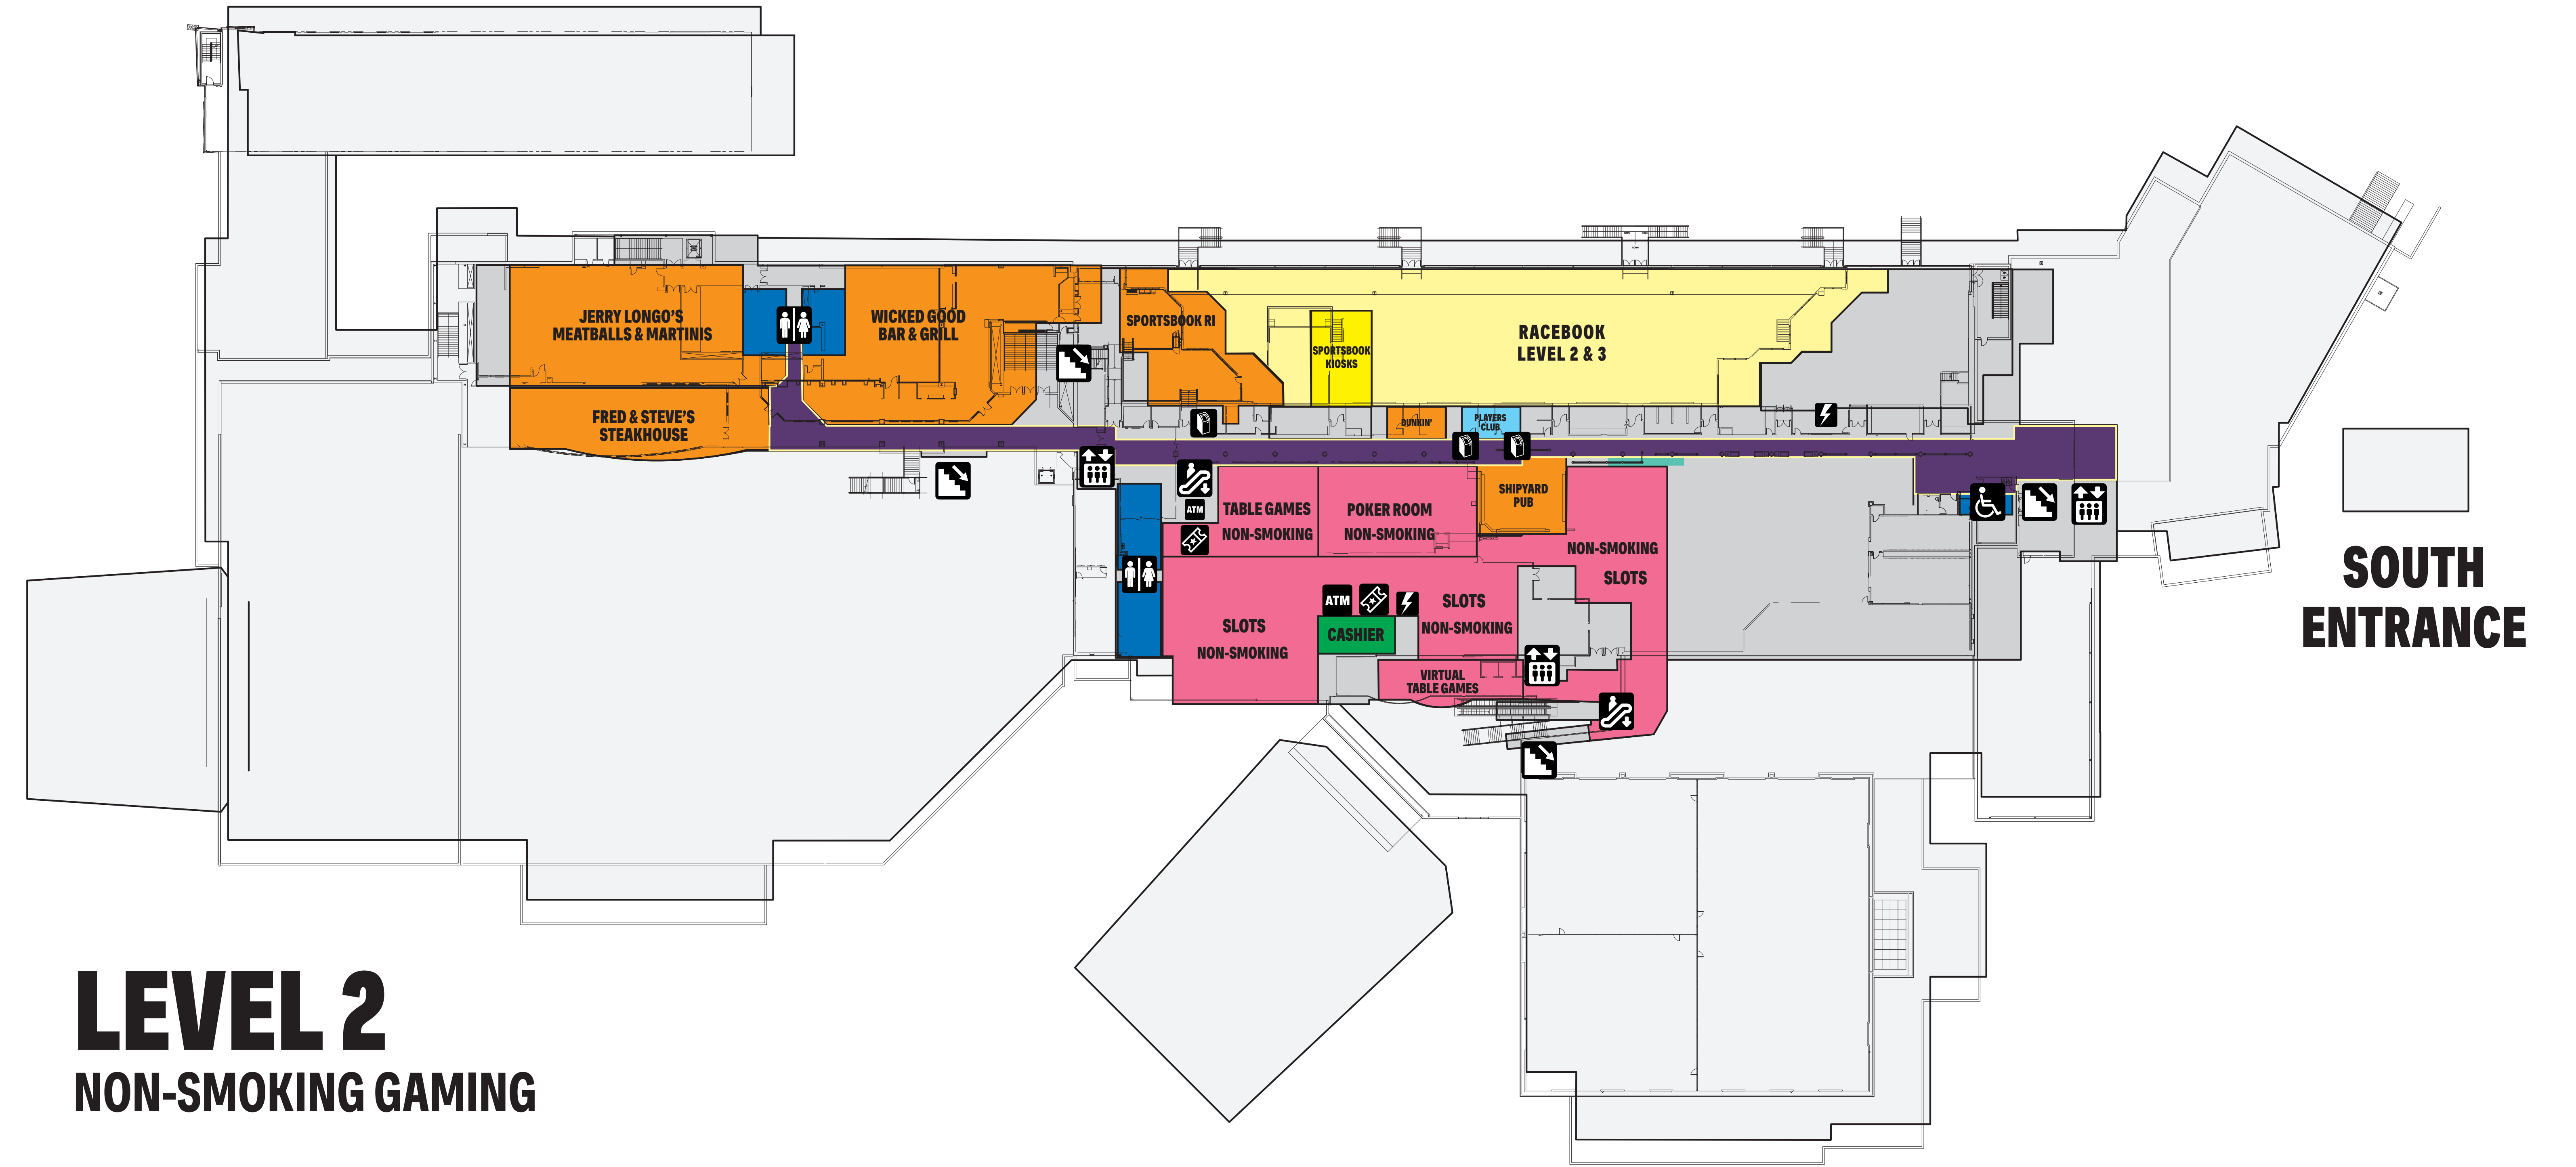 JERRY LONGO'S
MEATBALLS & MARTINIS
WICKED GOOD
BAR & GRILL
SPORTSBOOK RI
SPORTSBOOK
KIOSKS
RACEBOOK
LEVEL 2 & 3
FRED & STEVE'S
STEAKHOUSE
DUNKIN'
PLAYERS
CLUB
ATM
TABLE GAMES
NON-SMOKING
POKER ROOM
NON-SMOKING
SHIPYARD
PUB
NON-SMOKING
SLOTS
SLOTS
NON-SMOKING
ATM
CASHIER
SLOTS
NON-SMOKING
VIRTUAL
TABLE GAMES
SOUTH
ENTRANCE
LEVEL 2
NON-SMOKING GAMING